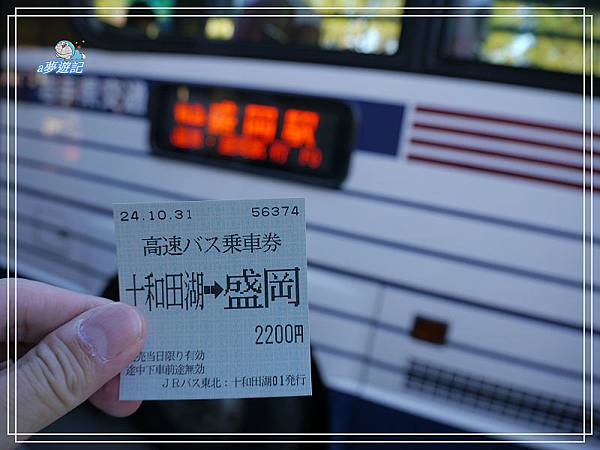 a夢遊記
盛岡駅
24.10.31 56374
高速バス乗車券
十和田湖➡盛岡
2200円
売当日限り有効
途中下車前途無効
JRバス東北:十和田湖01発行